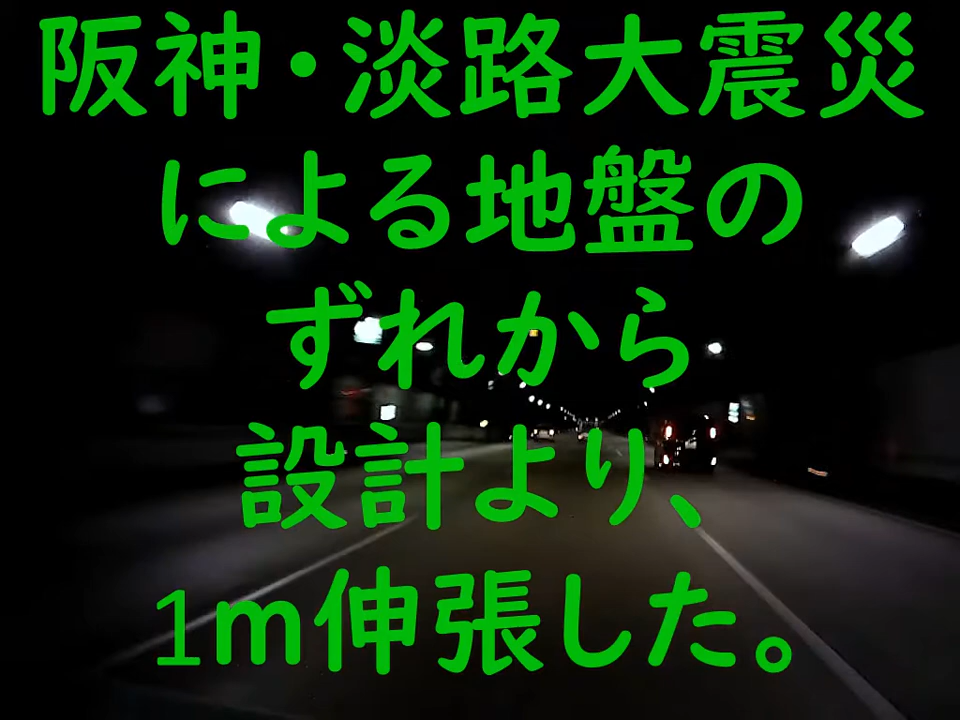 阪神・淡路大震災
による地盤の
ずれから
設計より、
1m伸張した。